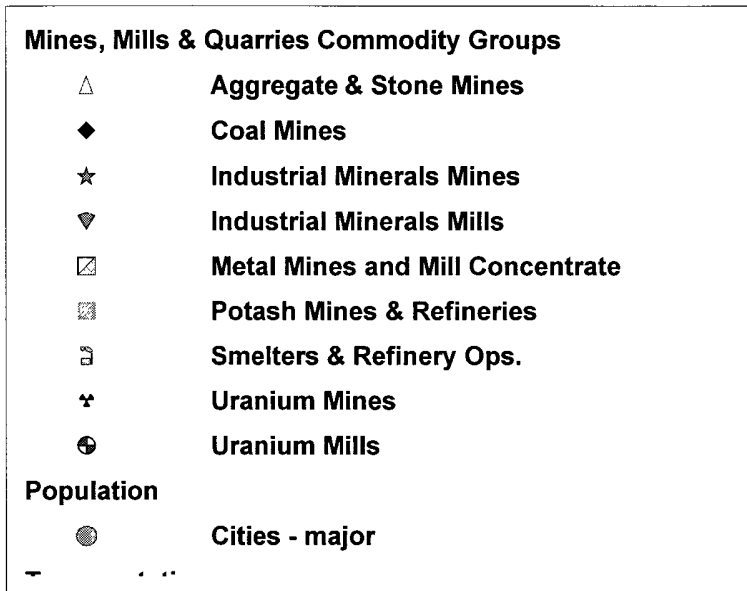 Mines, Mills & Quarries Commodity Groups
Aggregate & Stone Mines
Coal Mines
Industrial Minerals Mines
Industrial Minerals Mills
Metal Mines and Mill Concentrate
Potash Mines & Refineries
Smelters & Refinery Ops.
Uranium Mines
Uranium Mills
Population
Cities - major